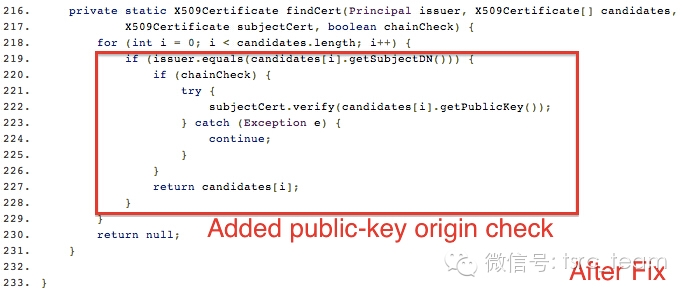 216. private static X509Certificate findCert(Principal issuer, X509Certificate[] candidates,
217. X509Certificate subjectCert, boolean chainCheck) {
218. for (int i = 0; i < candidates.length; i++) {
219. if (issuer.equals(candidates[i].getSubjectDN())) {
220. if (chainCheck) {
221. try {
222. subjectCert.verify(candidates[i].getPublicKey());
223. } catch (Exception e) {
224. continue;
225. }
226. }
227. return candidates[i];
228. }
229. }
Added public-key origin check
230. return null;
231. }
232.
微信号: tsrc_team
After Fix
233. }